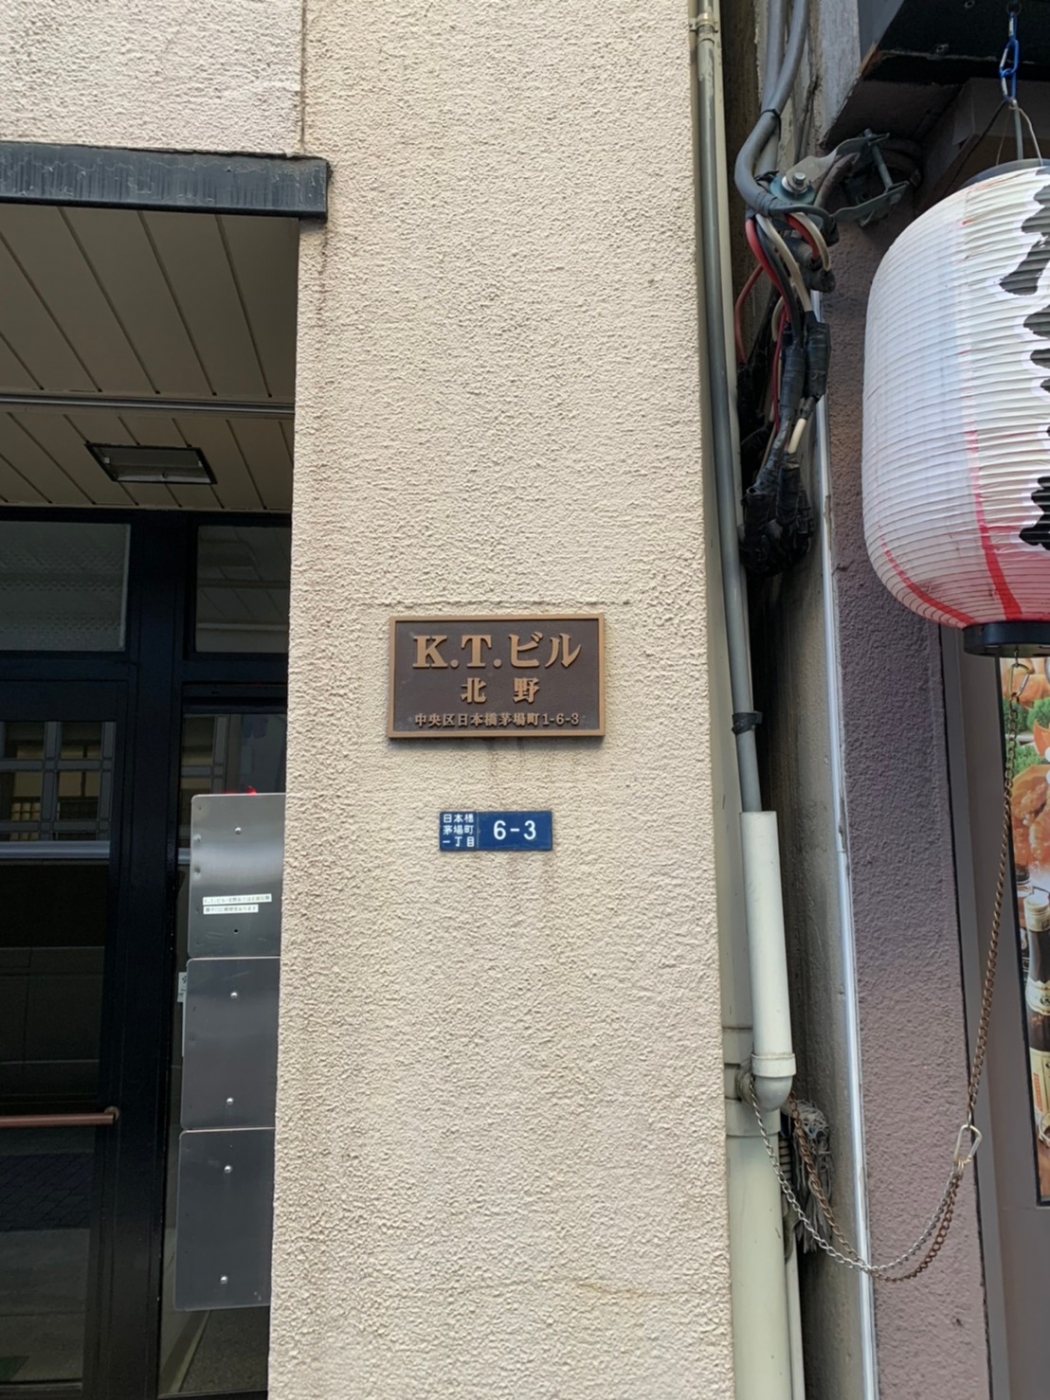 K.T.ビル
北野
中央区日本橋茅場町1-6-3
日本橋
茅場町
一丁目
6-3